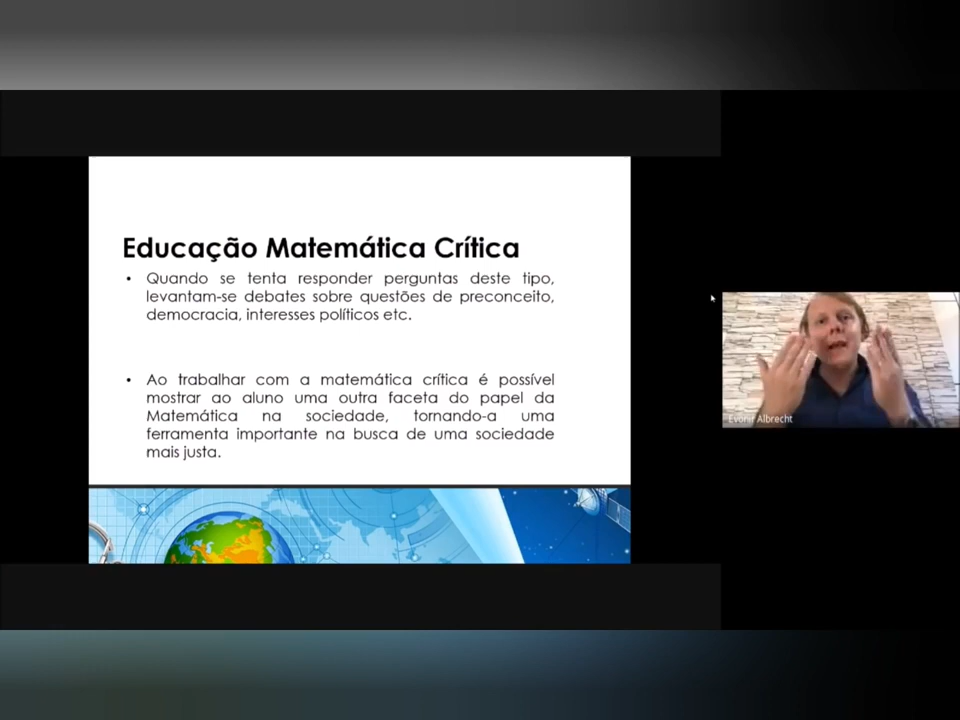 Educação Matemática Crítica
• Quando se tenta responder perguntas deste tipo,
levantam-se debates sobre questões de preconceito,
democracia, interesses políticos etc.
• Ao trabalhar com a matemática crítica é possível
mostrar ao aluno uma outra faceta do papel da
Matemática na sociedade, tornando-a uma
ferramenta importante na busca de uma sociedade
mais justa.
Evonir Albrecht